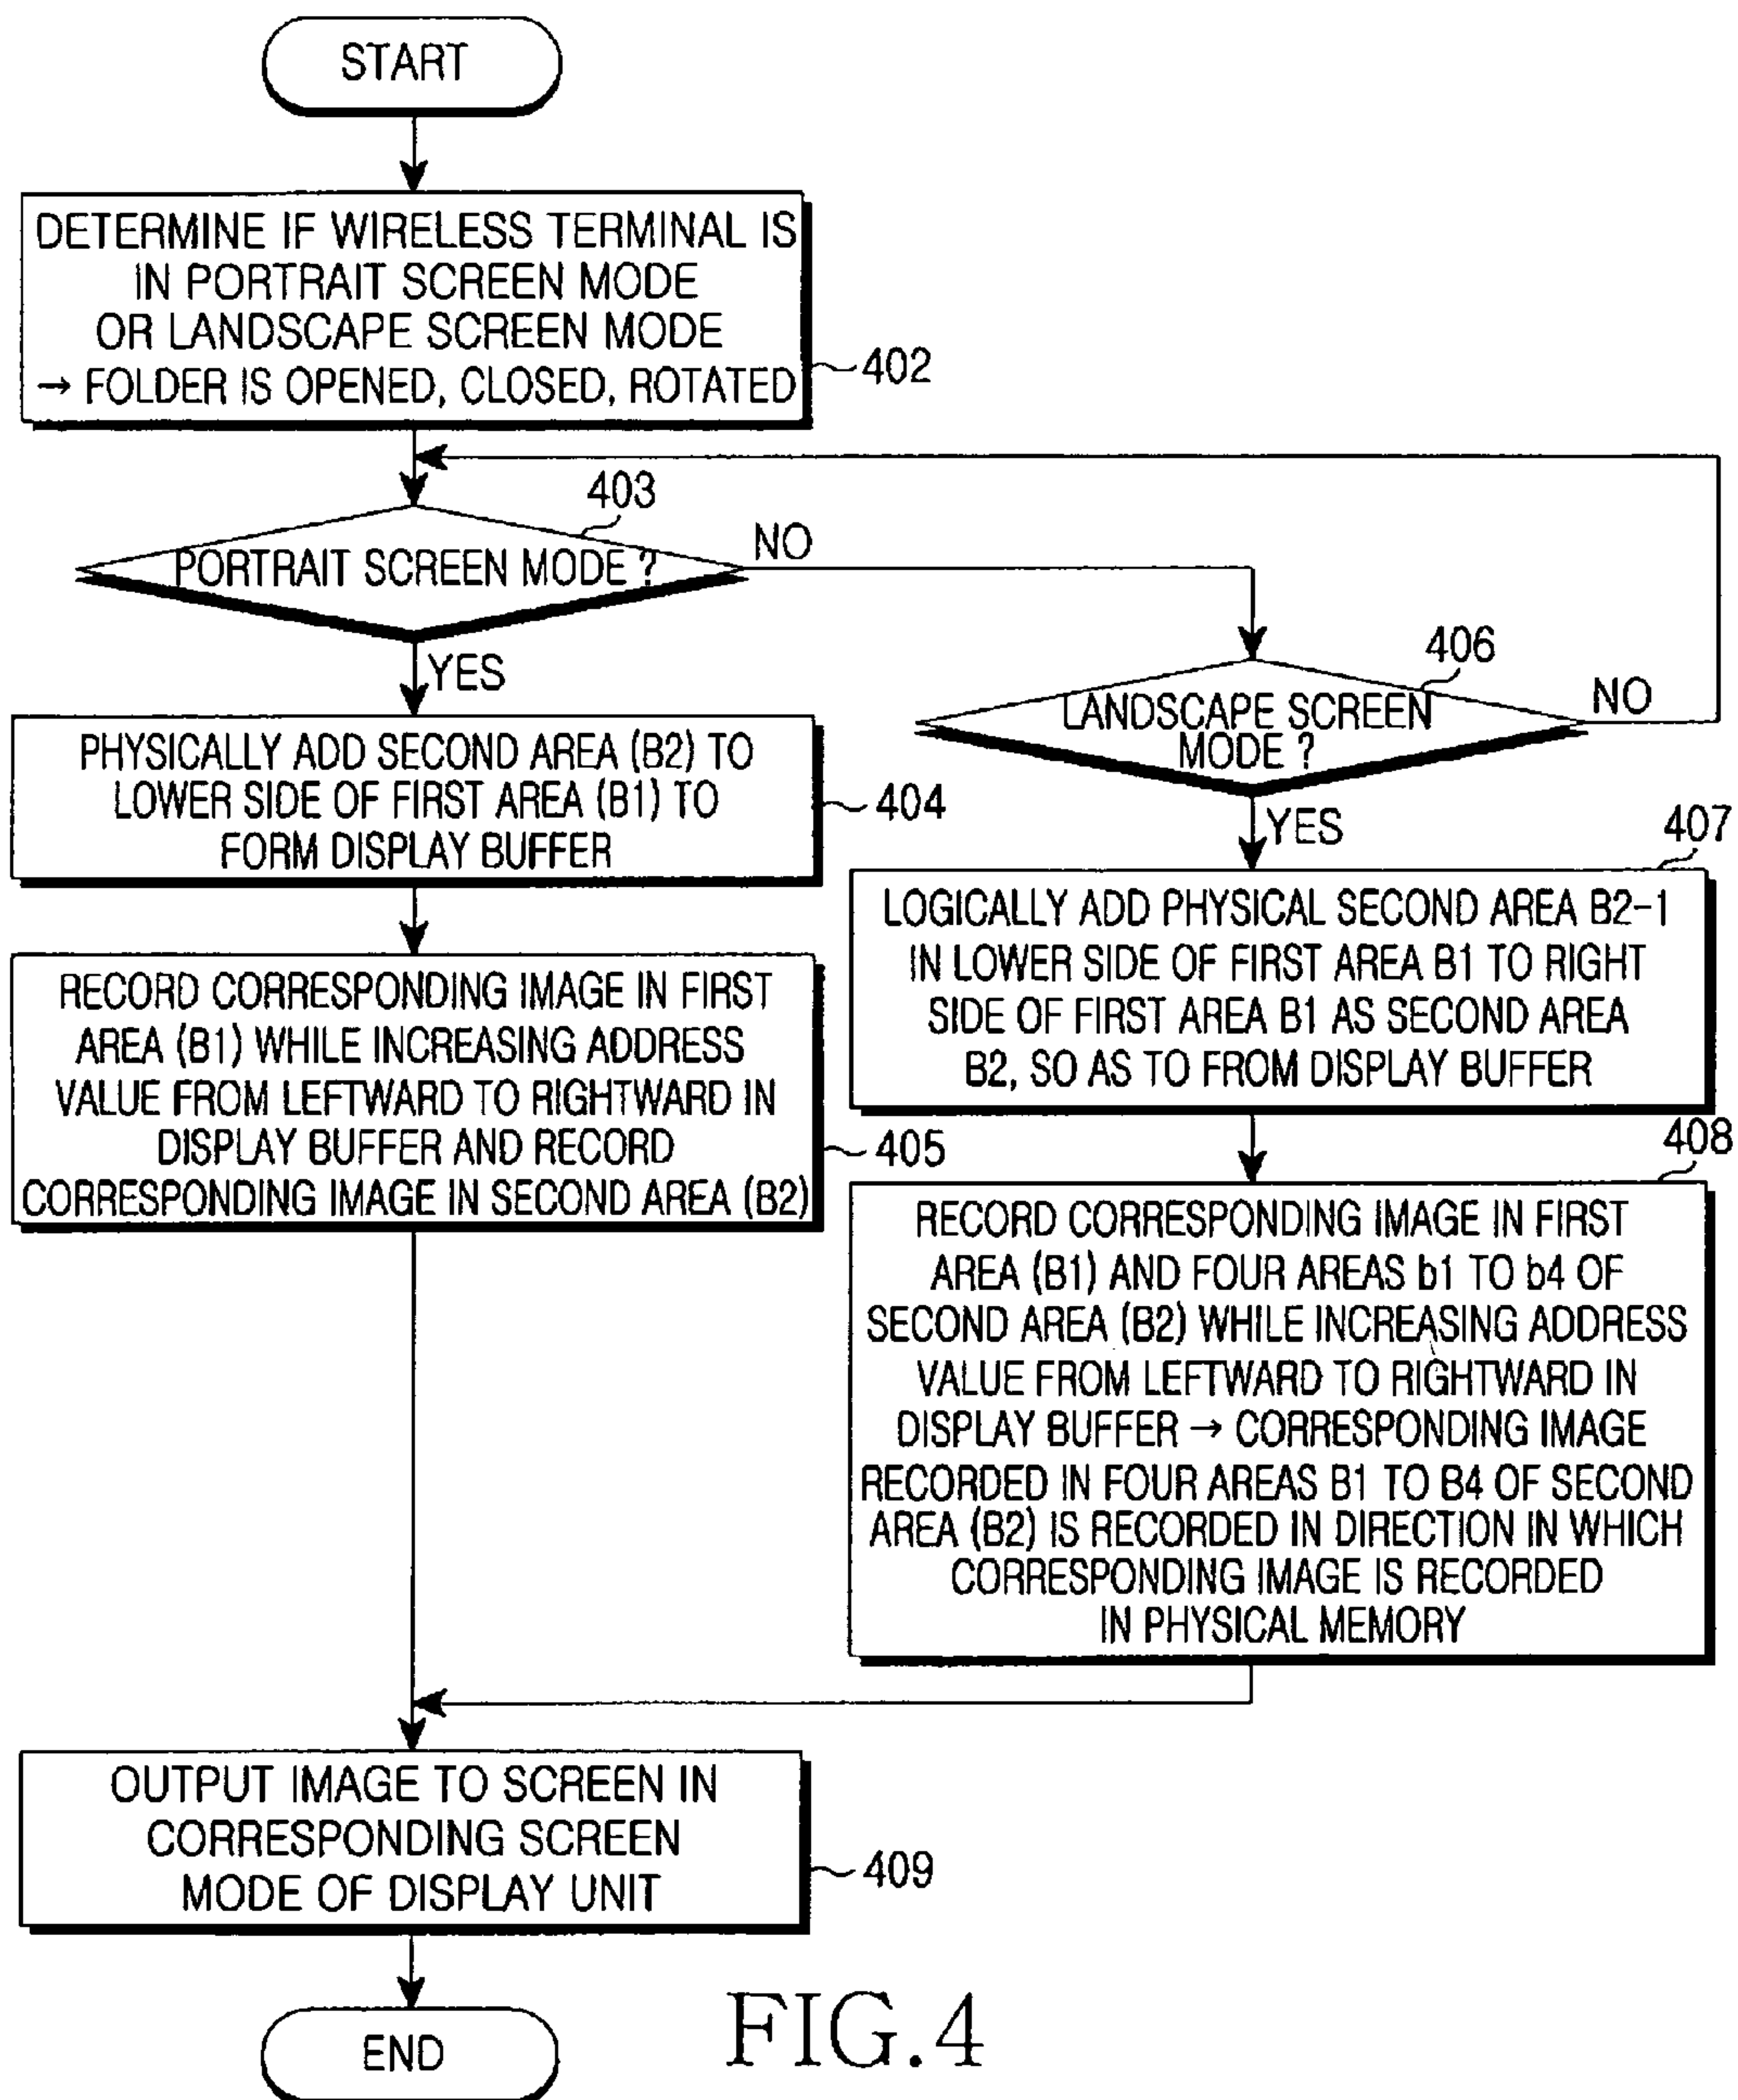 START
DETERMINE IF WIRELESS TERMINAL IS
IN PORTRAIT SCREEN MODE
OR LANDSCAPE SCREEN MODE
→ FOLDER IS OPENED, CLOSED, ROTATED
402
403
PORTRAIT SCREEN MODE ?
NO
YES
406
LANDSCAPE SCREEN
MODE ?
NO
YES
PHYSICALLY ADD SECOND AREA (B2) TO
LOWER SIDE OF FIRST AREA (B1) TO
FORM DISPLAY BUFFER
404
407
LOGICALLY ADD PHYSICAL SECOND AREA B2-1
IN LOWER SIDE OF FIRST AREA B1 TO RIGHT
SIDE OF FIRST AREA B1 AS SECOND AREA
B2, SO AS TO FROM DISPLAY BUFFER
RECORD CORRESPONDING IMAGE IN FIRST
AREA (B1) WHILE INCREASING ADDRESS
VALUE FROM LEFTWARD TO RIGHTWARD IN
DISPLAY BUFFER AND RECORD
CORRESPONDING IMAGE IN SECOND AREA (B2)
405
408
RECORD CORRESPONDING IMAGE IN FIRST
AREA (B1) AND FOUR AREAS b1 TO b4 OF
SECOND AREA (B2) WHILE INCREASING ADDRESS
VALUE FROM LEFTWARD TO RIGHTWARD IN
DISPLAY BUFFER → CORRESPONDING IMAGE
RECORDED IN FOUR AREAS B1 TO B4 OF SECOND
AREA (B2) IS RECORDED IN DIRECTION IN WHICH
CORRESPONDING IMAGE IS RECORDED
IN PHYSICAL MEMORY
OUTPUT IMAGE TO SCREEN IN
CORRESPONDING SCREEN
MODE OF DISPLAY UNIT
409
END
FIG.4